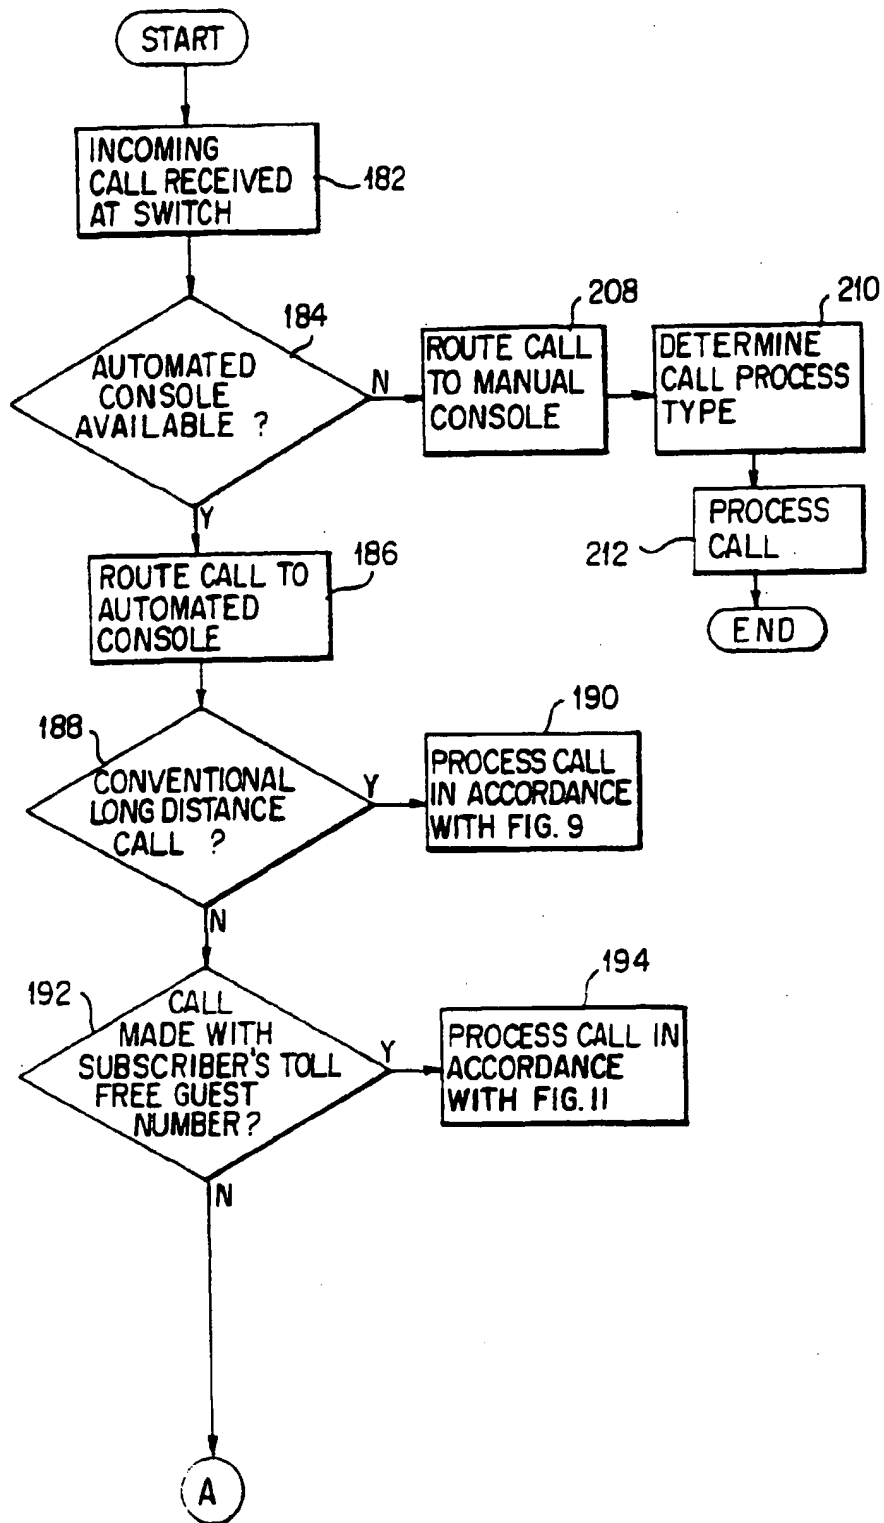 START
INCOMING
CALL RECEIVED
AT SWITCH
182
184
AUTOMATED
CONSOLE
AVAILABLE ?
N
208
ROUTE CALL
TO MANUAL
CONSOLE
210
DETERMINE
CALL PROCESS
TYPE
Y
PROCESS
CALL
212
END
186
ROUTE CALL TO
AUTOMATED
CONSOLE
188
CONVENTIONAL
LONG DISTANCE
CALL ?
Y
190
PROCESS CALL
IN ACCORDANCE
WITH FIG. 9
N
192
CALL
MADE WITH
SUBSCRIBER'S TOLL
FREE GUEST
NUMBER?
Y
194
PROCESS CALL IN
ACCORDANCE
WITH FIG. 11
N
A